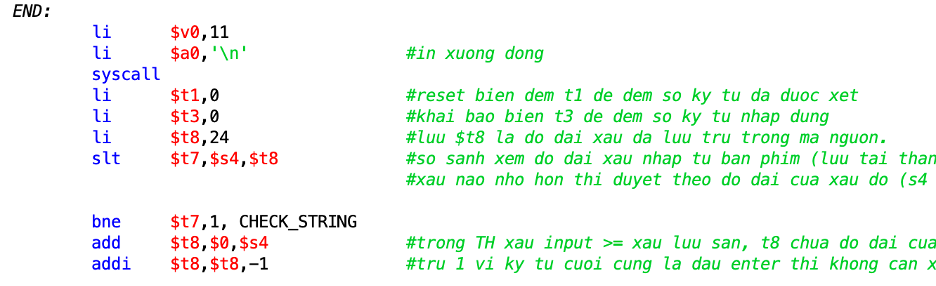 END:
li $v0,11
li $a0,'\n' #in xuong dong
syscall
li $t1,0 #reset bien dem t1 de dem so ky tu da duoc xet
li $t3,0 #khai bao bien t3 de dem so ky tu nhap dung
li $t8,24 #luu $t8 la do dai xau da luu tru trong ma nguon.
slt $t7,$s4,$t8 #so sanh xem do dai xau nhap tu ban phim (luu tai than
#xau nao nho hon thi duyet theo do dai cua xau do (s4
bne $t7,1, CHECK_STRING
add $t8,$0,$s4 #trong TH xau input >= xau luu san, t8 chua do dai cua
addi $t8,$t8,-1 #tru 1 vi ky tu cuoi cung la dau enter thi khong can x